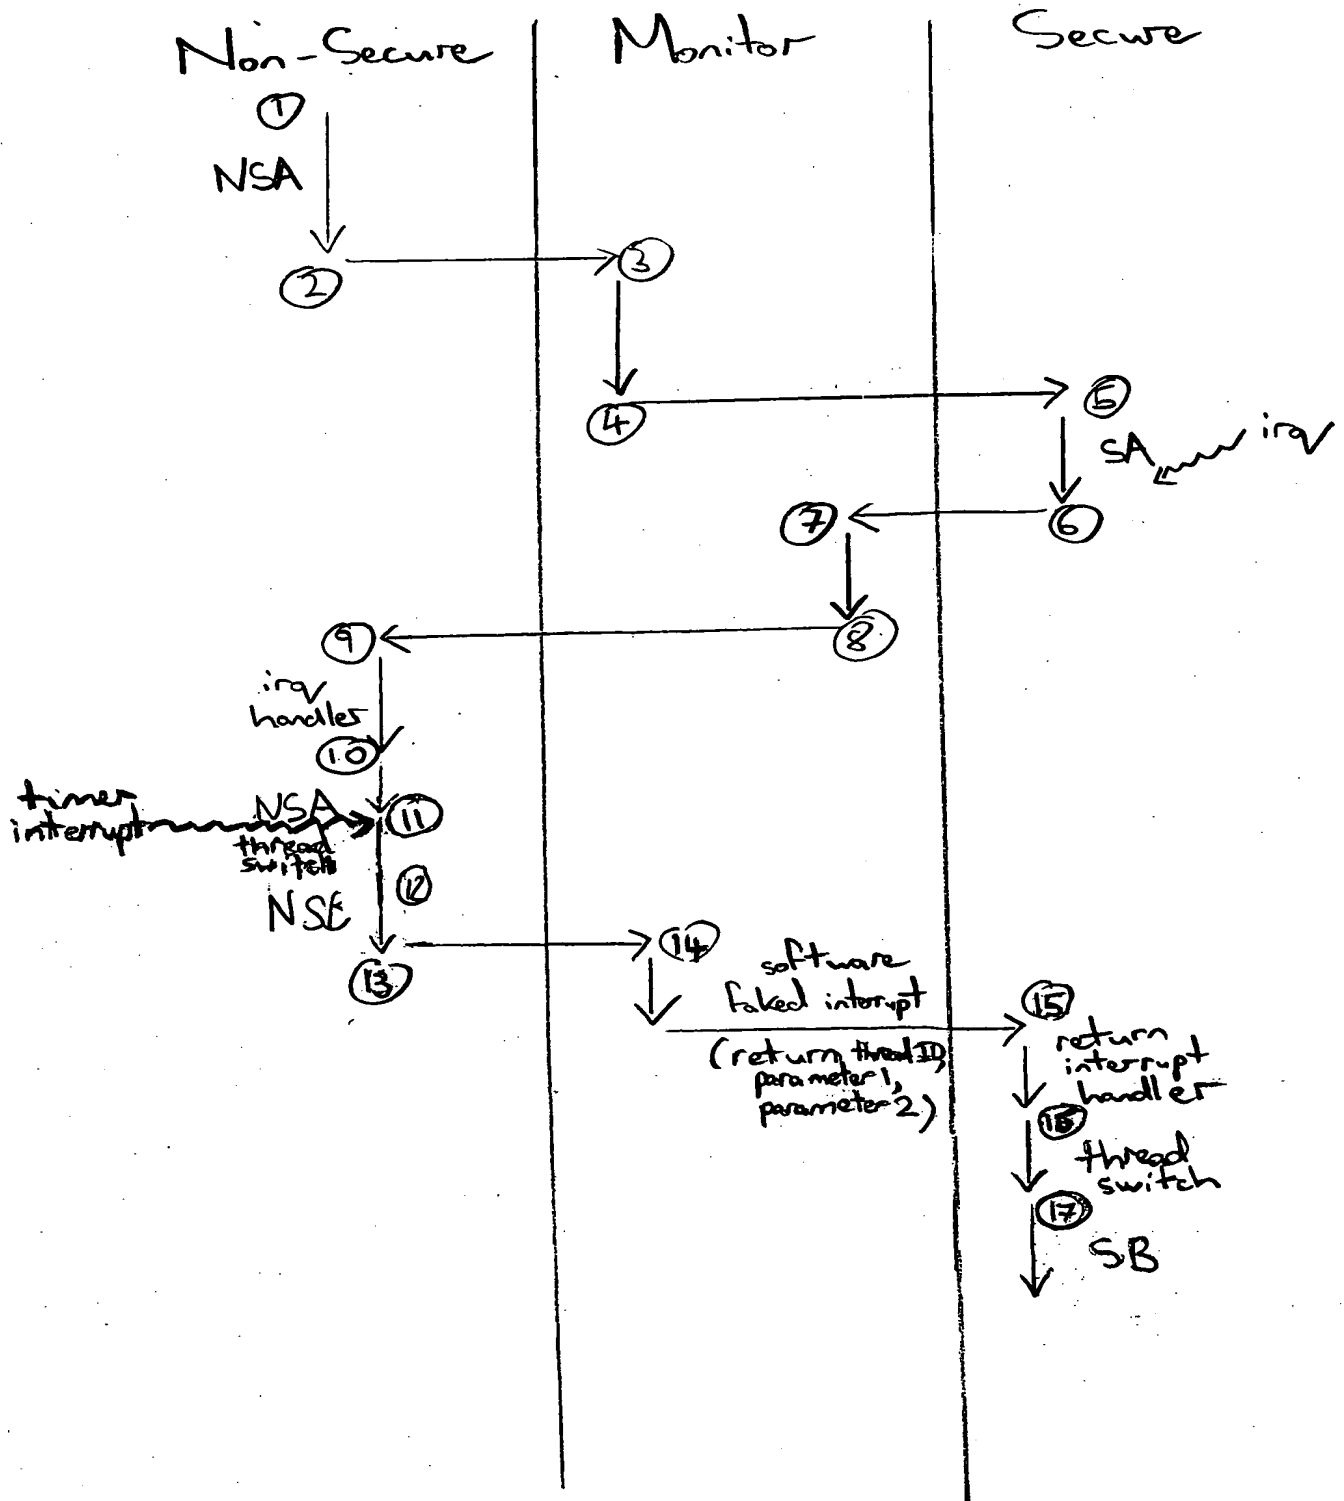 Non-Secure Monitor Secure
1
NSA
2
3
4
5
SA
irq
6
7
8
9
irq
handler
10
timer
interrupt
NSA
11
thread
switch
12
NSE
13
14
software
faked interrupt
(return, thread ID,
parameter 1,
parameter 2)
15
return
interrupt
handler
16
thread
switch
17
SB